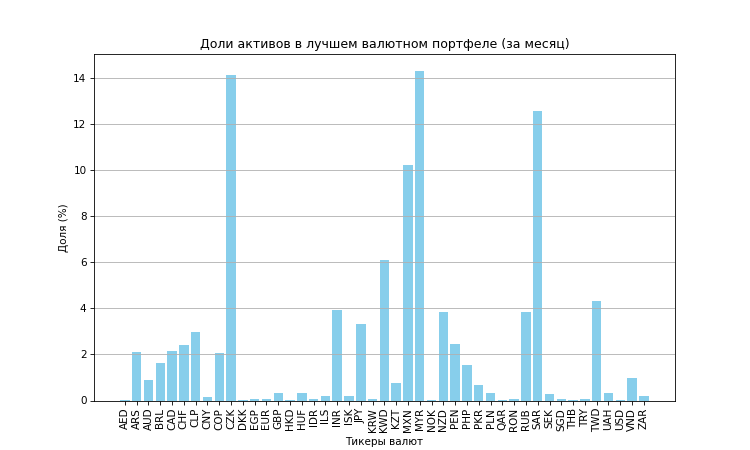 Доли активов в лучшем валютном портфеле (за месяц)
Доля (%)
14
12
10
8
6
4
2
0
AED ARS AUD BRL CAD CHF CLP CNY COP CZK DKK EGP EUR GBP HKD HUF IDR ILS INR ISK JPY KRW KWD KZT MXN MYR NOK NZD PEN PHP PKR PLN QAR RON RUB SAR SEK SGD THB TRY TWD UAH USD VND ZAR
Тикеры валют